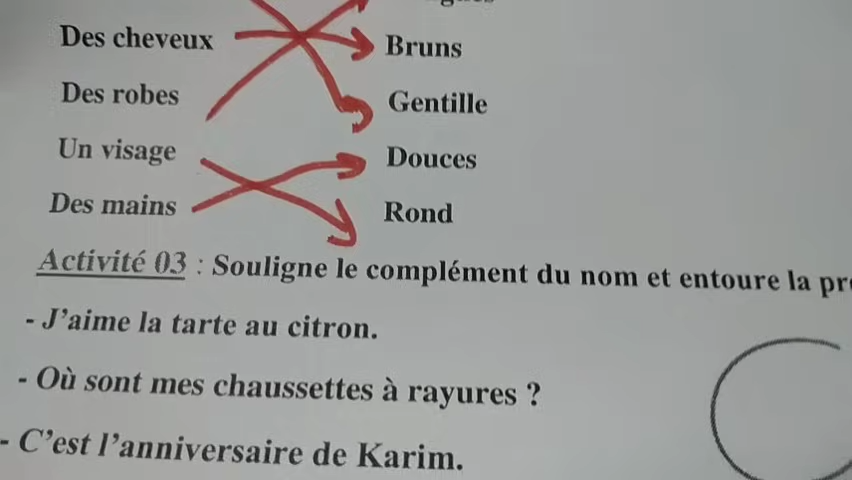 Des cheveux Bruns
Des robes Gentille
Un visage Douces
Des mains Rond
Activité 03 : Souligne le complément du nom et entoure la
- J'aime la tarte au citron.
- Où sont mes chaussettes à rayures ?
- C'est l'anniversaire de Karim.